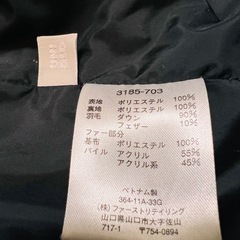 3185-703
表地 ポリエステル 100%
裏地 ポリエステル 100%
羽毛 ダウン 90%
フェザー 10%
ファー部分
基布 ポリエステル 100%
パイル アクリル 55%
アクリル系 45%
ベトナム製
364-11A-33G
(株)ファーストリテイリング
山口県山口市大字佐山
717-1 〒754-0894